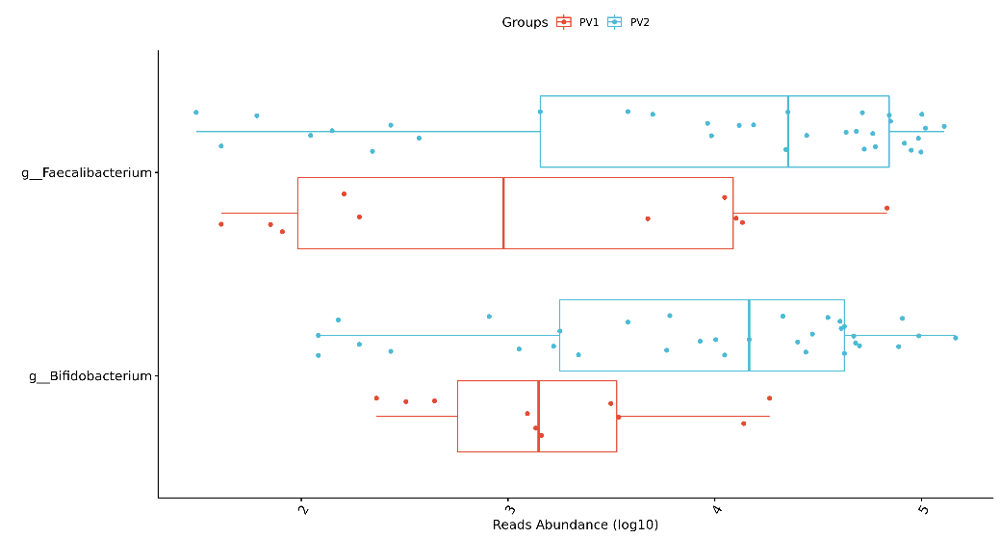 Groups PV1 PV2
g__Faecalibacterium
g__Bifidobacterium
2 3 4 5
Reads Abundance (log10)